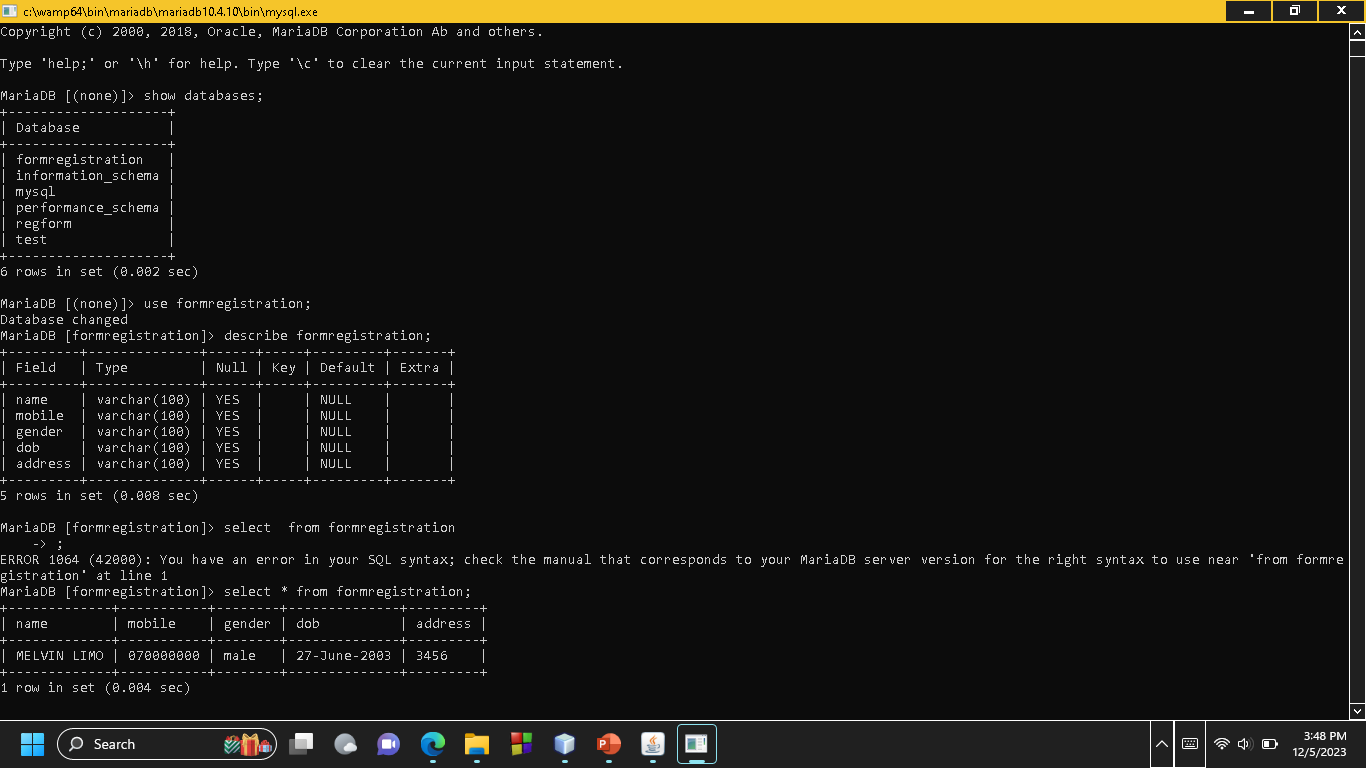 c:\wamp64\bin\mariadb\mariadb10.4.10\bin\mysql.exe
Copyright (c) 2000, 2018, Oracle, MariaDB Corporation Ab and others.
Type 'help;' or '\h' for help. Type '\c' to clear the current input statement.
MariaDB [(none)]> show databases;
+--------------------+
| Database           |
+--------------------+
| formregistration   |
| information_schema |
| mysql              |
| performance_schema |
| regform            |
| test               |
+--------------------+
6 rows in set (0.002 sec)
MariaDB [(none)]> use formregistration;
Database changed
MariaDB [formregistration]> describe formregistration;
+---------+--------------+------+-----+---------+-------+
| Field   | Type         | Null | Key | Default | Extra |
+---------+--------------+------+-----+---------+-------+
| name    | varchar(100) | YES  |     | NULL    |       |
| mobile  | varchar(100) | YES  |     | NULL    |       |
| gender  | varchar(100) | YES  |     | NULL    |       |
| dob     | varchar(100) | YES  |     | NULL    |       |
| address | varchar(100) | YES  |     | NULL    |       |
+---------+--------------+------+-----+---------+-------+
5 rows in set (0.008 sec)
MariaDB [formregistration]> select  from formregistration
    -> ;
ERROR 1064 (42000): You have an error in your SQL syntax; check the manual that corresponds to your MariaDB server version for the right syntax to use near 'from formre
gistration' at line 1
MariaDB [formregistration]> select * from formregistration;
+-------------+-----------+--------+--------------+---------+
| name        | mobile    | gender | dob          | address |
+-------------+-----------+--------+--------------+---------+
| MELVIN LIMO | 070000000 | male   | 27-June-2003 | 3456    |
+-------------+-----------+--------+--------------+---------+
1 row in set (0.004 sec)
Search
P
3:48 PM
12/5/2023